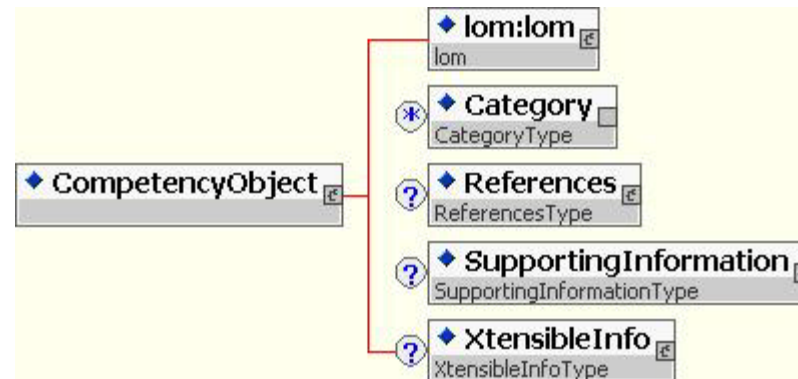 lom:lom
lom
Category
CategoryType
CompetencyObject
References
ReferencesType
SupportingInformation
SupportingInformationType
XtensibleInfo
XtensibleInfoType